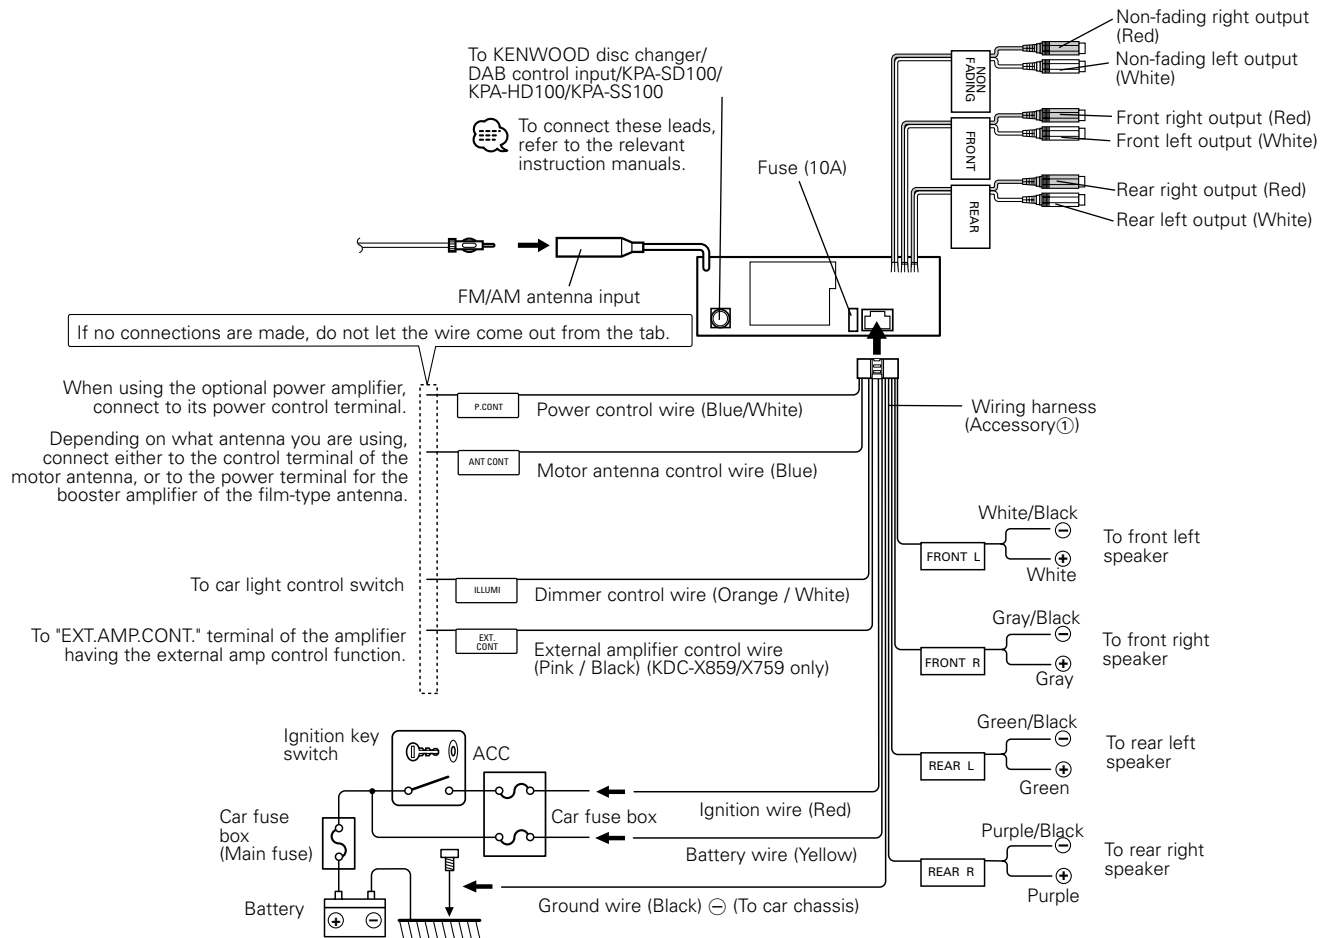 Non-fading right output
(Red)
Non-fading left output
(White)
To KENWOOD disc changer/
DAB control input/KPA-SD100/
KPA-HD100/KPA-SS100
NON
FADING
To connect these leads,
refer to the relevant
instruction manuals.
Front right output (Red)
Front left output (White)
FRONT
Fuse (10A)
Rear right output (Red)
Rear left output (White)
REAR
FM/AM antenna input
If no connections are made, do not let the wire come out from the tab.
When using the optional power amplifier,
connect to its power control terminal.
P.CONT
Power control wire (Blue/White)
Wiring harness
(Accessory①)
Depending on what antenna you are using,
connect either to the control terminal of the
motor antenna, or to the power terminal for the
booster amplifier of the film-type antenna.
ANT CONT
Motor antenna control wire (Blue)
White/Black
⊖
FRONT L
⊕
White
To front left
speaker
To car light control switch
ILLUMI
Dimmer control wire (Orange / White)
To "EXT.AMP.CONT." terminal of the amplifier
having the external amp control function.
EXT.
CONT
External amplifier control wire
(Pink / Black) (KDC-X859/X759 only)
Gray/Black
⊖
FRONT R
⊕
Gray
To front right
speaker
Green/Black
⊖
REAR L
⊕
Green
To rear left
speaker
Ignition key
switch
ACC
Ignition wire (Red)
Car fuse box
Car fuse
box
(Main fuse)
Battery wire (Yellow)
Purple/Black
⊖
REAR R
⊕
Purple
To rear right
speaker
Battery
⊕ ⊖
Ground wire (Black) ⊖ (To car chassis)